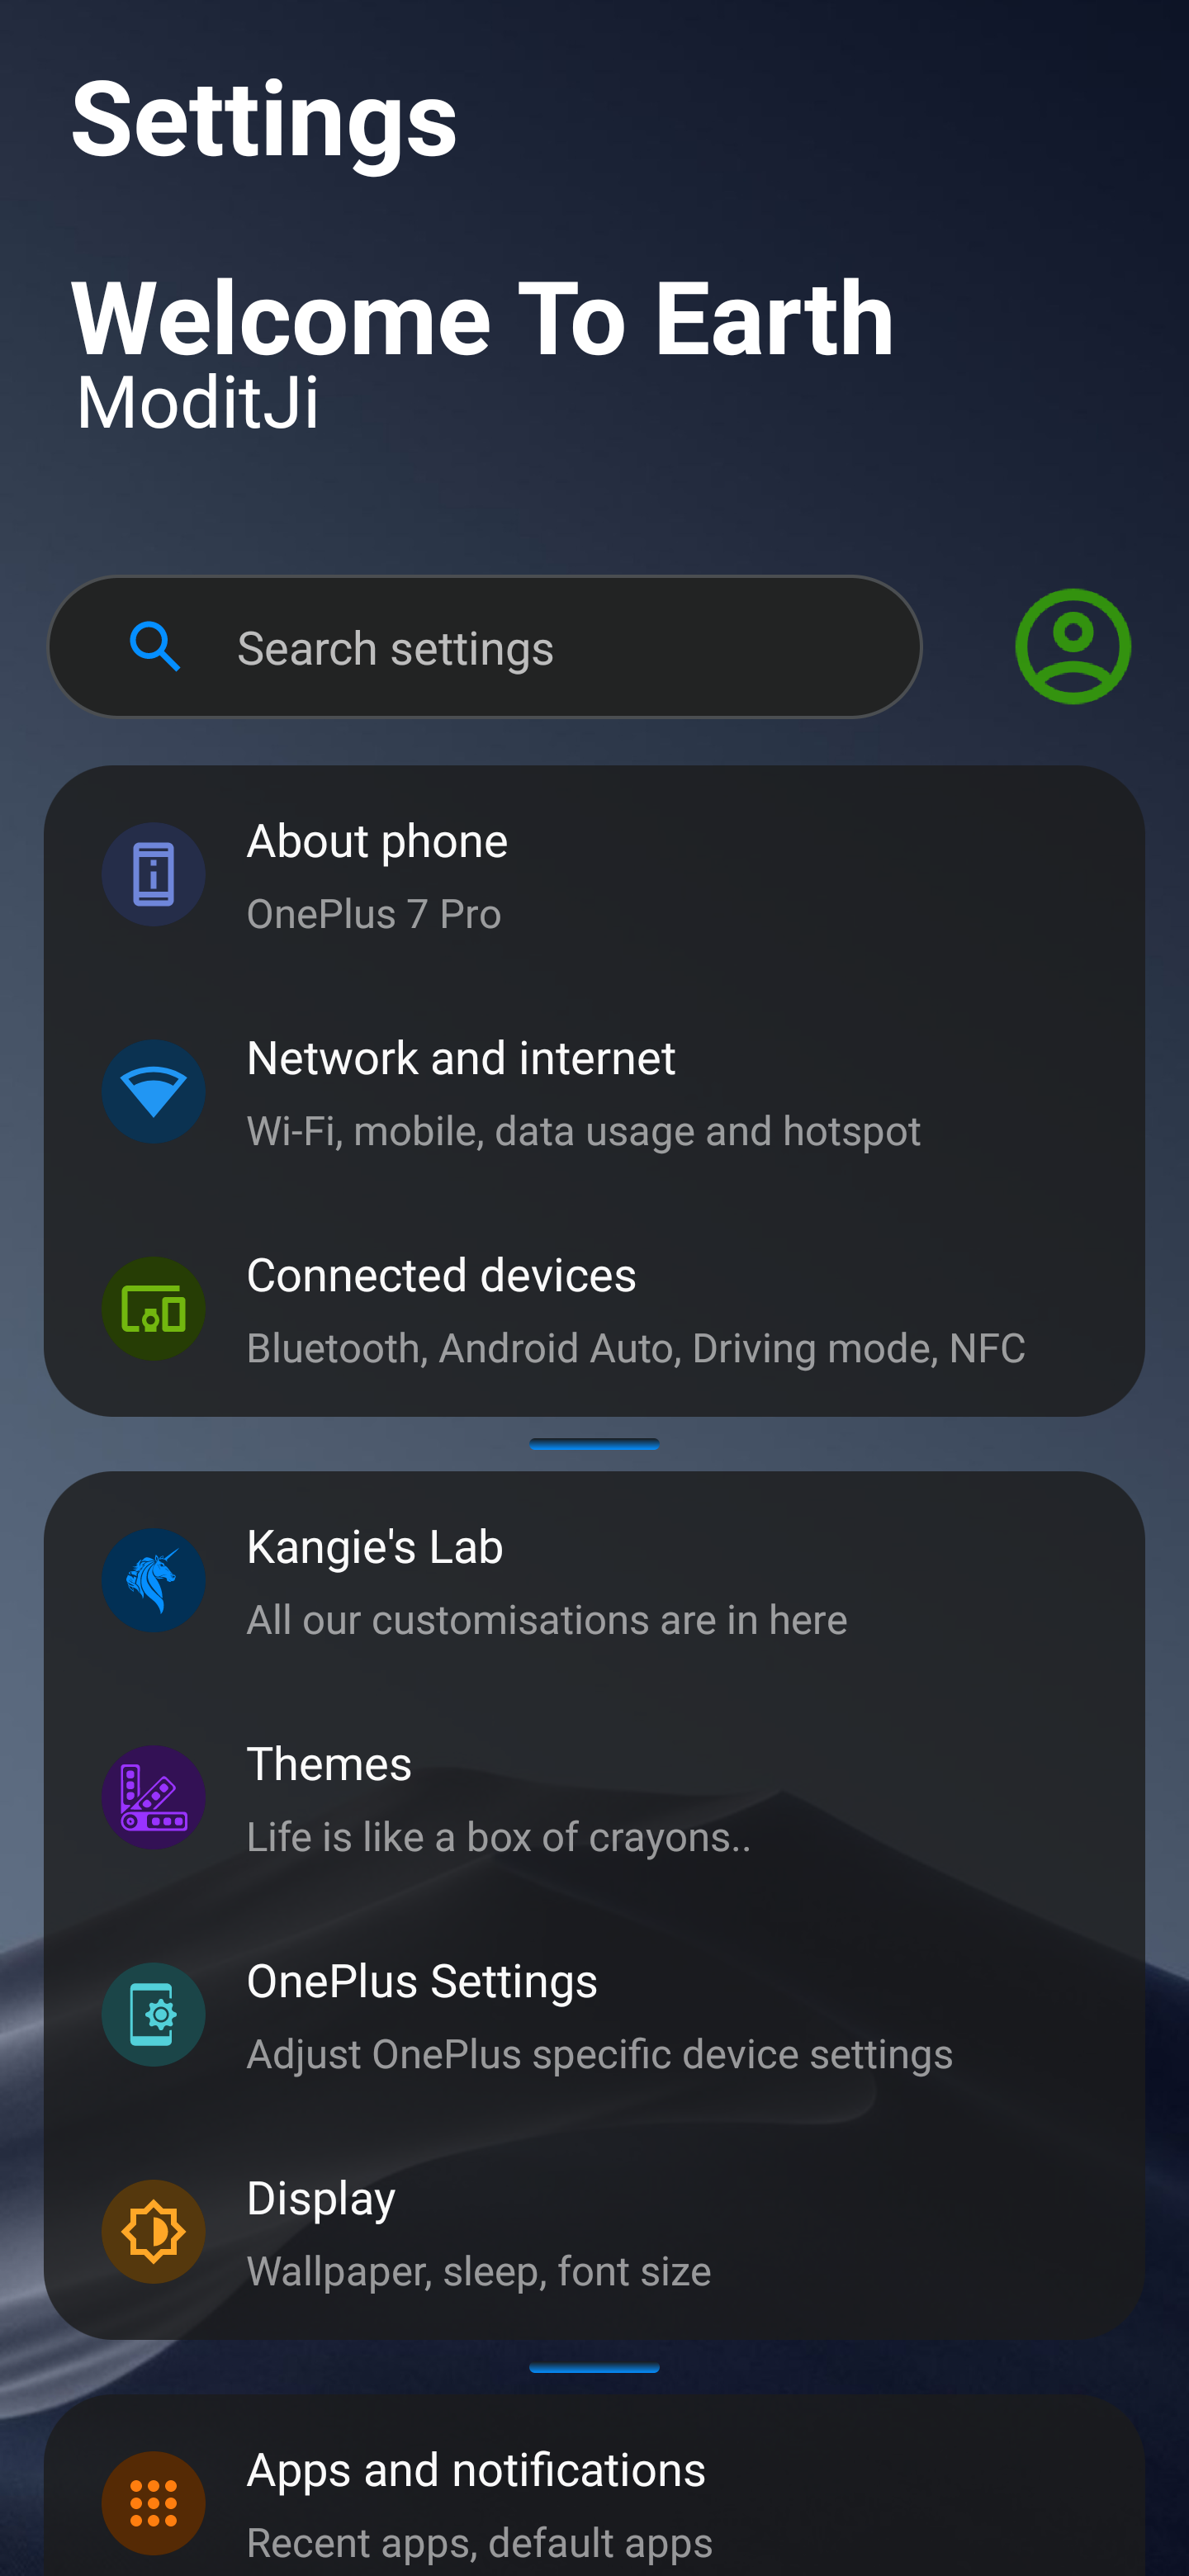 Settings
Welcome To Earth
ModitJi
Search settings
About phone
OnePlus 7 Pro
Network and internet
Wi-Fi, mobile, data usage and hotspot
Connected devices
Bluetooth, Android Auto, Driving mode, NFC
Kangie's Lab
All our customisations are in here
Themes
Life is like a box of crayons..
OnePlus Settings
Adjust OnePlus specific device settings
Display
Wallpaper, sleep, font size
Apps and notifications
Recent apps, default apps